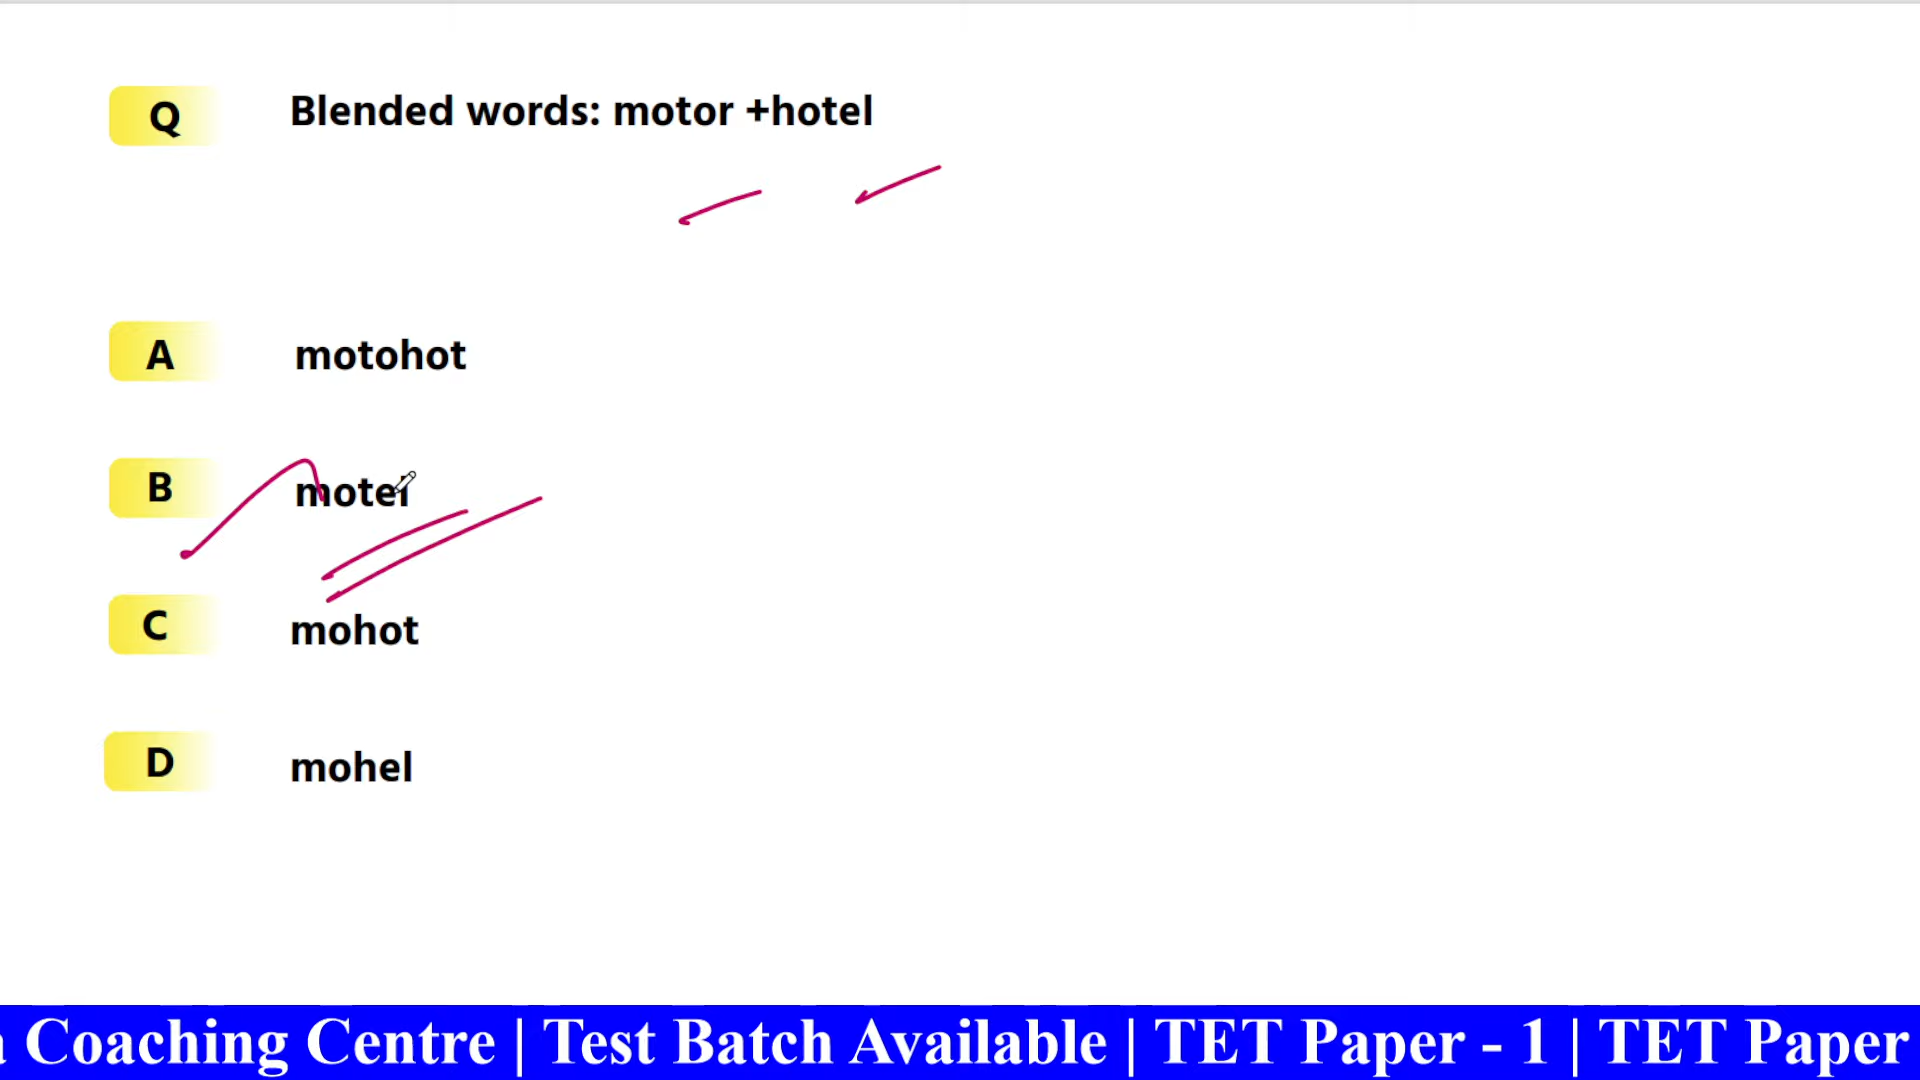 Q Blended words: motor +hotel
A motohot
B motel
C mohot
D mohel
Coaching Centre | Test Batch Available | TET Paper - 1 | TET Paper